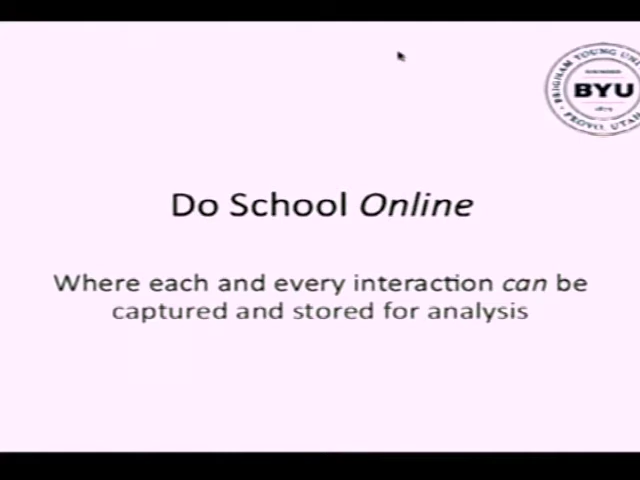 BRIGHAM YOUNG UNI
BYU
PROVO, UTAH
Do School Online
Where each and every interaction can be
captured and stored for analysis